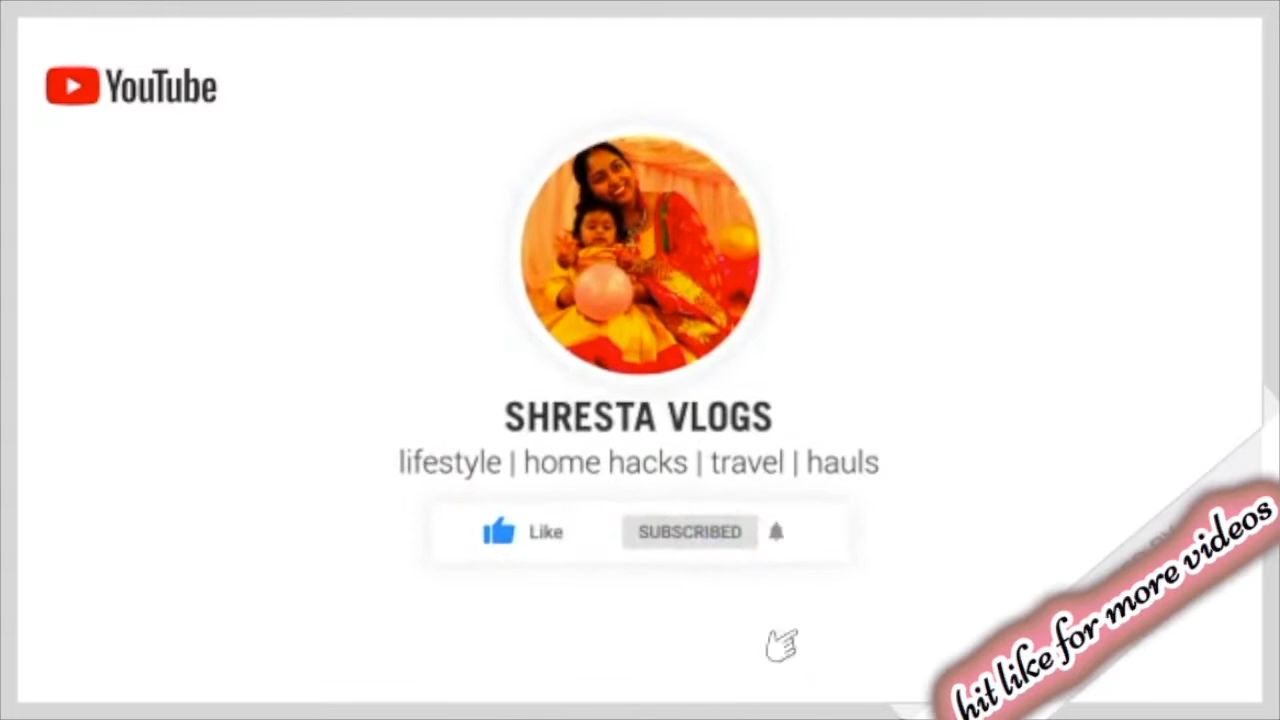 YouTube
SHRESTA VLOGS
lifestyle | home hacks | travel | hauls
Like
SUBSCRIBED
hit like for more videos